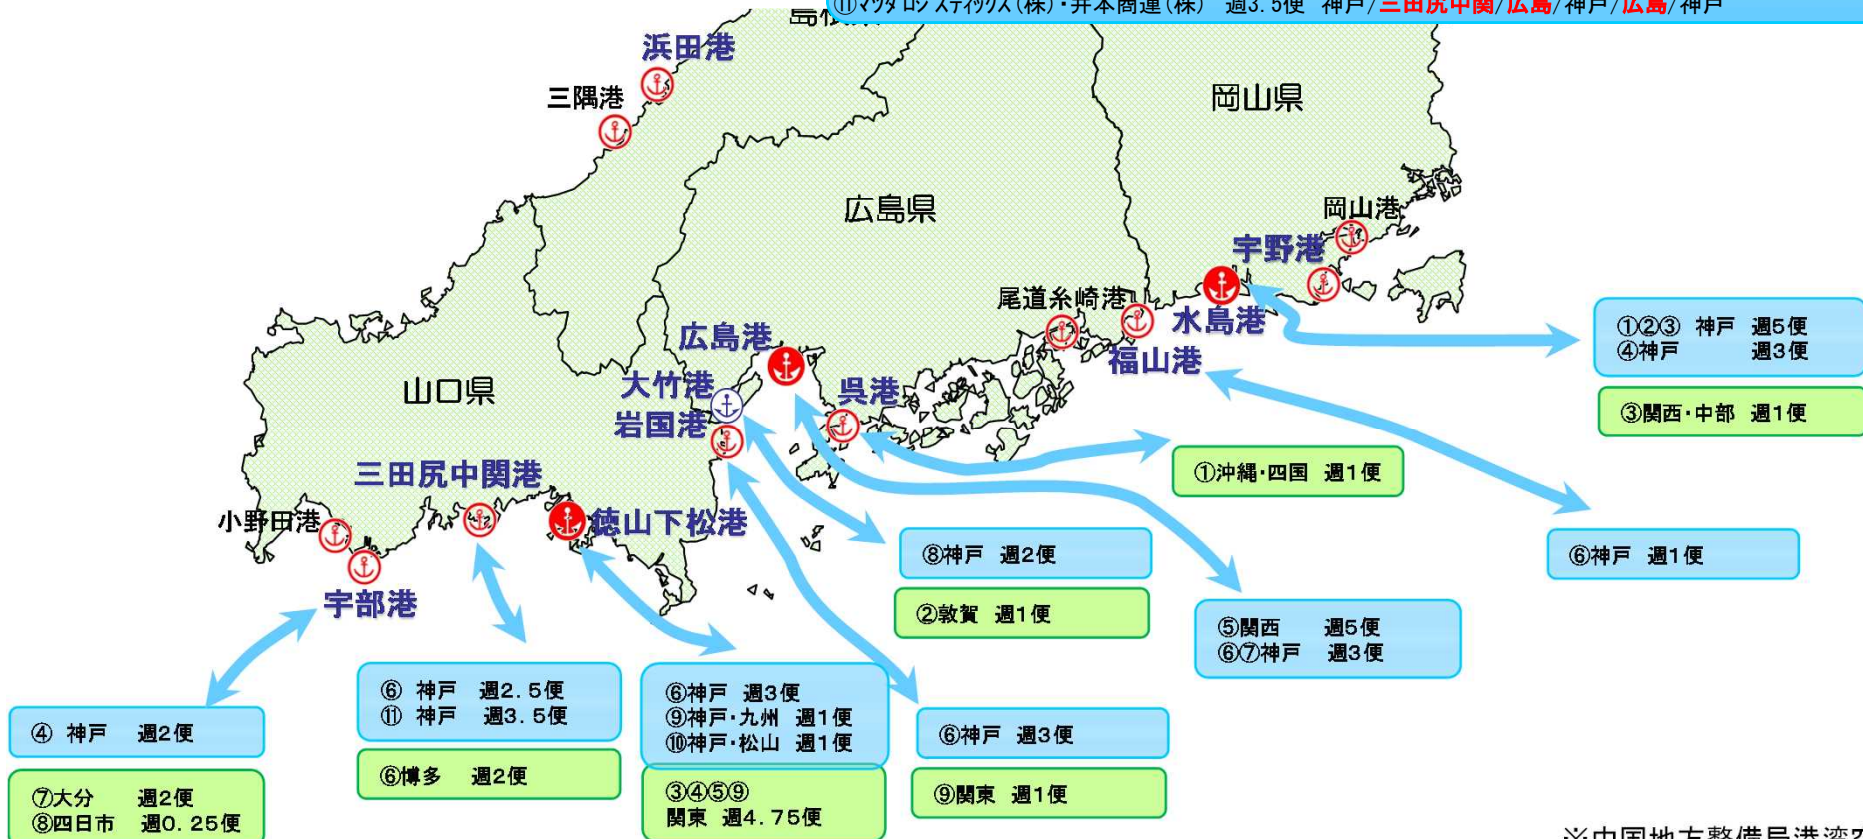 ⑪マツダロジスティックス(株)・井本商運(株) 週3.5便 神戸/三田尻中関/広島/神戸/広島/神戸
浜田港
三隅港
岡山県
広島県
岡山港
宇野港
尾道糸崎港
水島港
福山港
広島港
大竹港
岩国港
呉港
山口県
三田尻中関港
徳山下松港
小野田港
宇部港
①②③ 神戸 週5便
④神戸 週3便
③関西・中部 週1便
①沖縄・四国 週1便
⑥神戸 週1便
⑧神戸 週2便
②敦賀 週1便
⑤関西 週5便
⑥⑦神戸 週3便
④ 神戸 週2便
⑦大分 週2便
⑧四日市 週0.25便
⑥ 神戸 週2.5便
⑪ 神戸 週3.5便
⑥博多 週2便
⑥神戸 週3便
⑨神戸・九州 週1便
⑩神戸・松山 週1便
③④⑤⑨
関東 週4.75便
⑥神戸 週3便
⑨関東 週1便
※中国地方整備局港湾